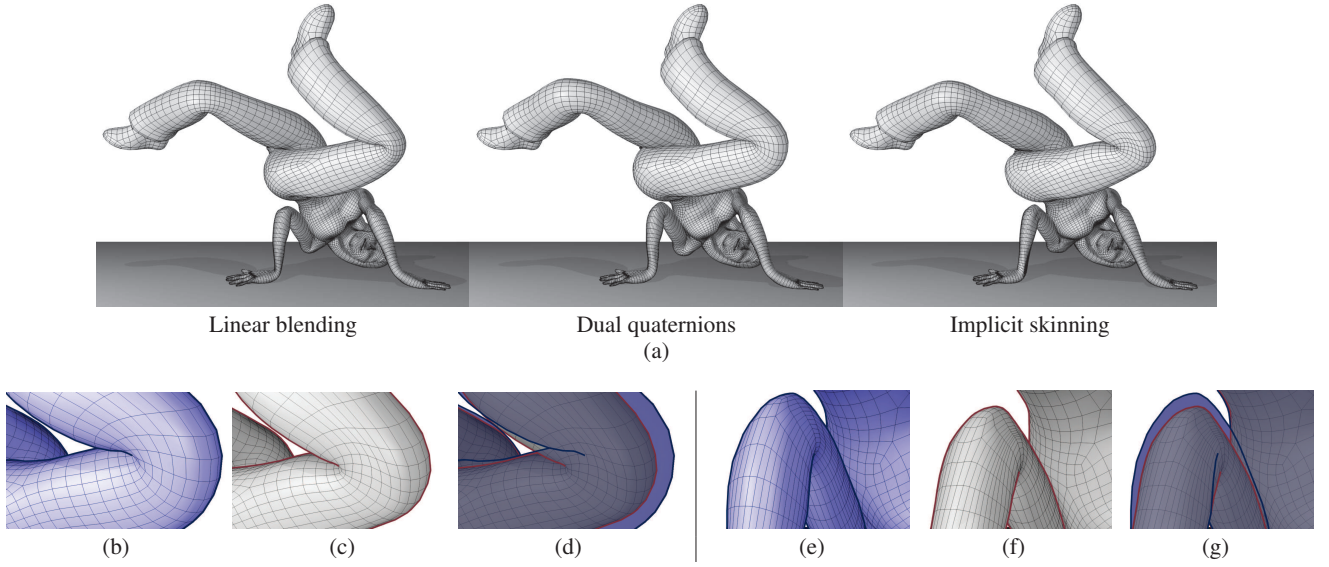 Linear blending
Dual quaternions
Implicit skinning
(a)
(b)
(c)
(d)
(e)
(f)
(g)